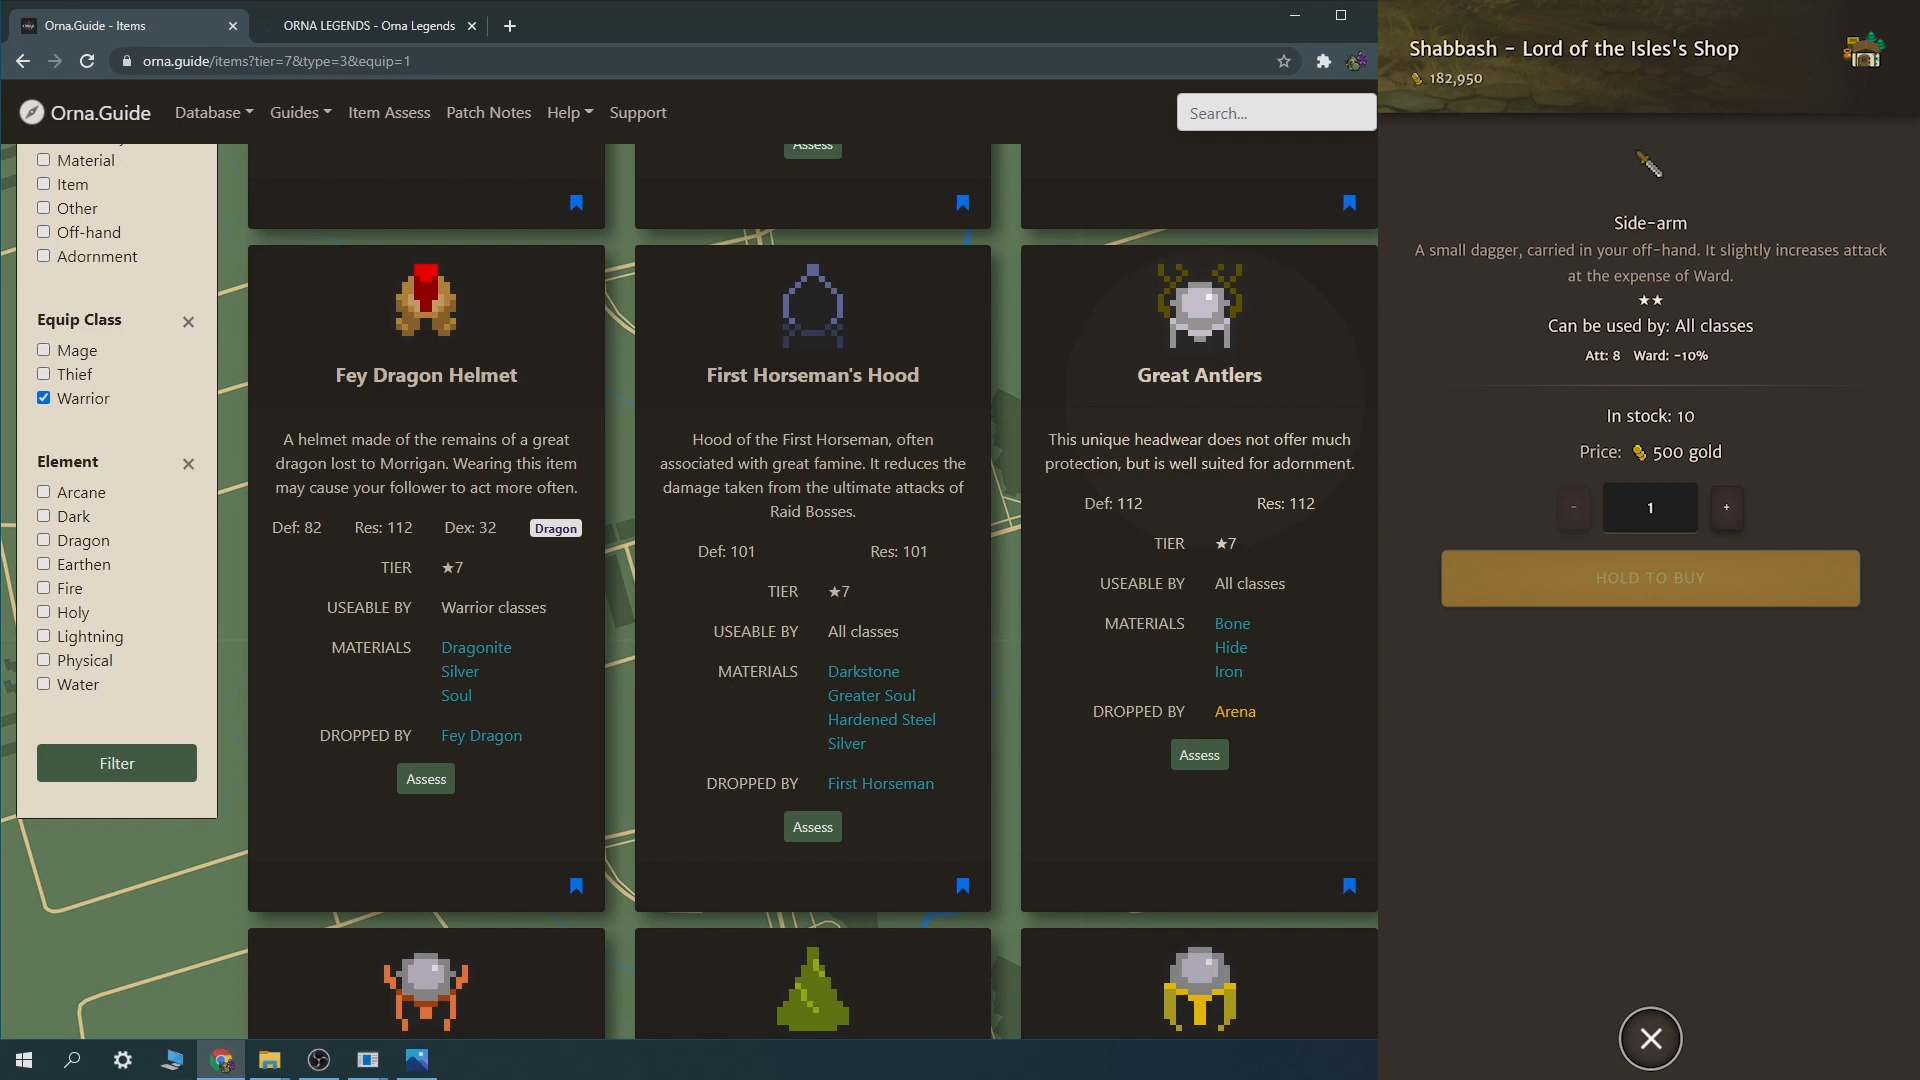 Orna.Guide - Items
ORNA LEGENDS - Orna Legends
orna.guide/items?tier=7&type=3&equip=1
Orna.Guide
Database
Guides
Item Assess
Patch Notes
Help
Support
Search...
Material
Item
Other
Off-hand
Adornment
Equip Class
Mage
Thief
Warrior
Element
Arcane
Dark
Dragon
Earthen
Fire
Holy
Lightning
Physical
Water
Filter
Assess
Fey Dragon Helmet
A helmet made of the remains of a great
dragon lost to Morrigan. Wearing this item
may cause your follower to act more often.
Def: 82 Res: 112 Dex: 32 Dragon
TIER ★7
USEABLE BY Warrior classes
MATERIALS Dragonite
Silver
Soul
DROPPED BY Fey Dragon
Assess
First Horseman's Hood
Hood of the First Horseman, often
associated with great famine. It reduces the
damage taken from the ultimate attacks of
Raid Bosses.
Def: 101 Res: 101
TIER ★7
USEABLE BY All classes
MATERIALS Darkstone
Greater Soul
Hardened Steel
Silver
DROPPED BY First Horseman
Assess
Great Antlers
This unique headwear does not offer much
protection, but is well suited for adornment.
Def: 112 Res: 112
TIER ★7
USEABLE BY All classes
MATERIALS Bone
Hide
Iron
DROPPED BY Arena
Assess
Shabbash - Lord of the Isles's Shop
182,950
Side-arm
A small dagger, carried in your off-hand. It slightly increases attack
at the expense of Ward.
★★
Can be used by: All classes
Att: 8 Ward: -10%
In stock: 10
Price: 500 gold
- 1 +
HOLD TO BUY